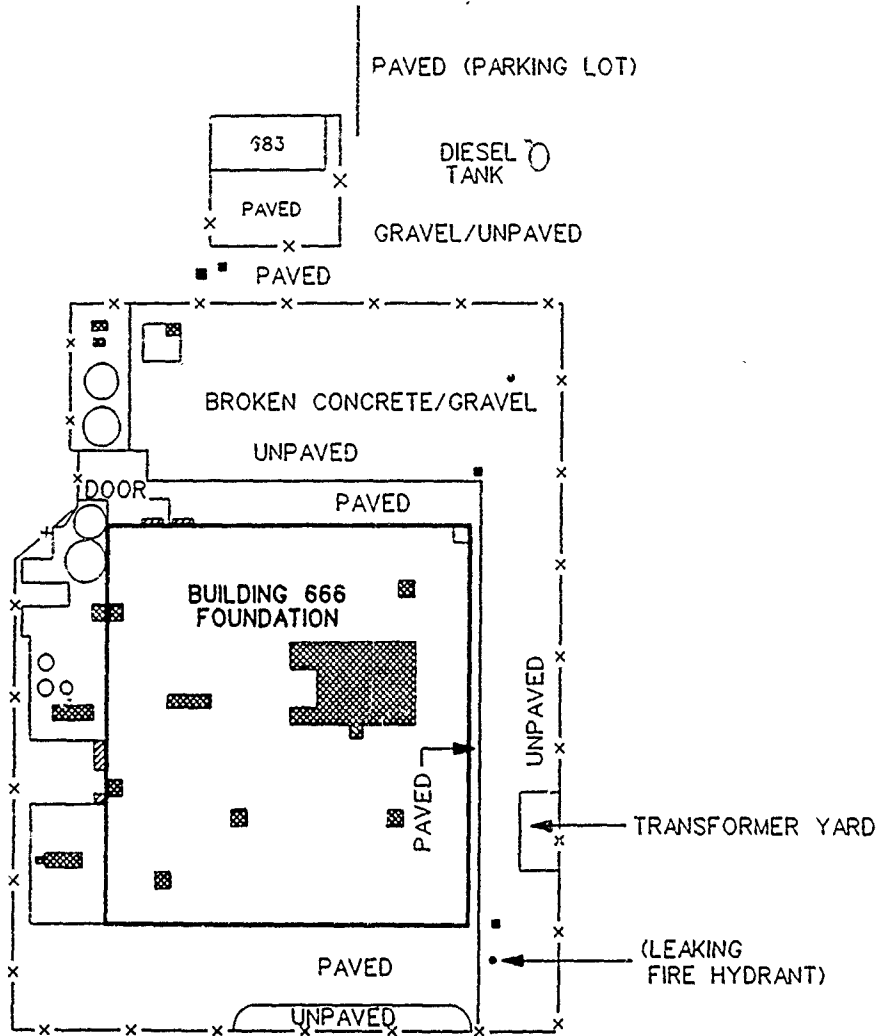 PAVED (PARKING LOT)
683
DIESEL
TANK
PAVED
GRAVEL/UNPAVED
PAVED
BROKEN CONCRETE/GRAVEL
UNPAVED
DOOR
PAVED
BUILDING 666
FOUNDATION
UNPAVED
PAVED
TRANSFORMER YARD
(LEAKING
FIRE HYDRANT)
PAVED
UNPAVED